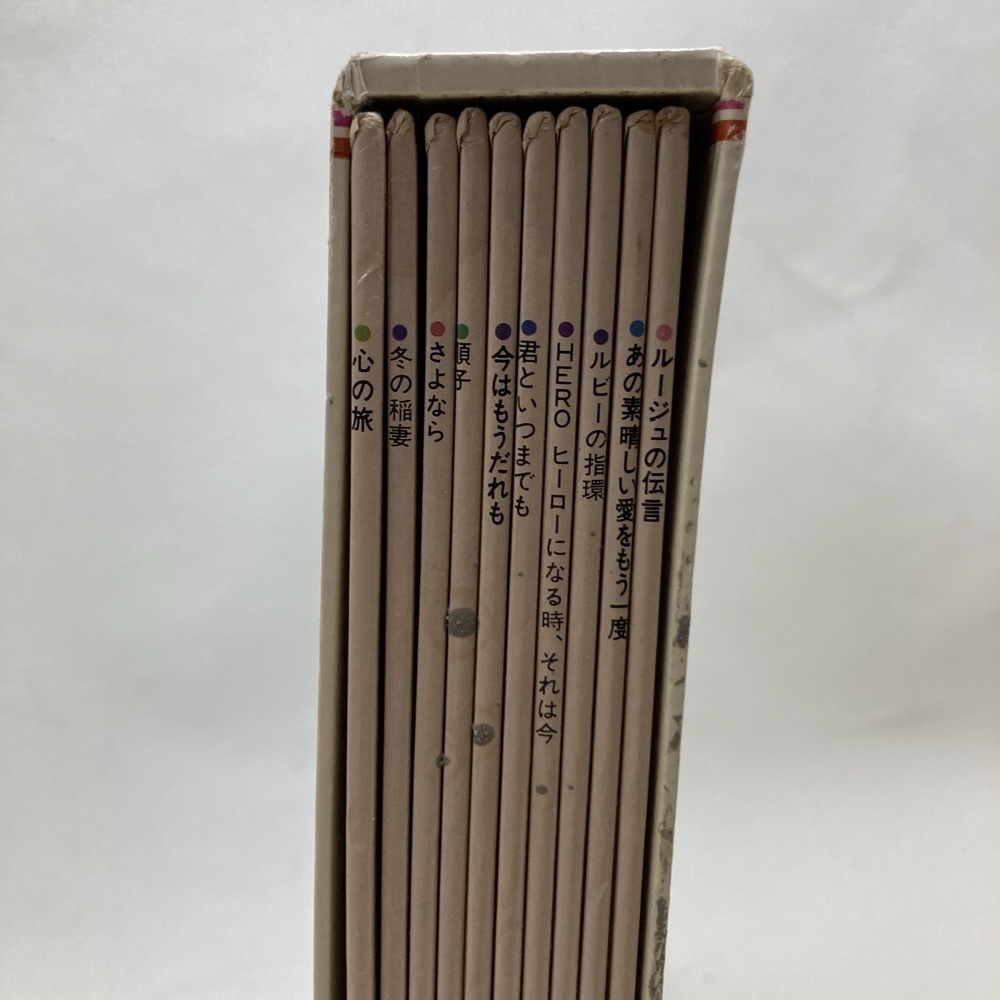 心の旅
冬の稲妻
さよなら
順子
今はもうだれも
君といつまでも
HERO ヒーローになる時、それは今
ルビーの指環
あの素晴しい愛をもう一度
ルージュの伝言